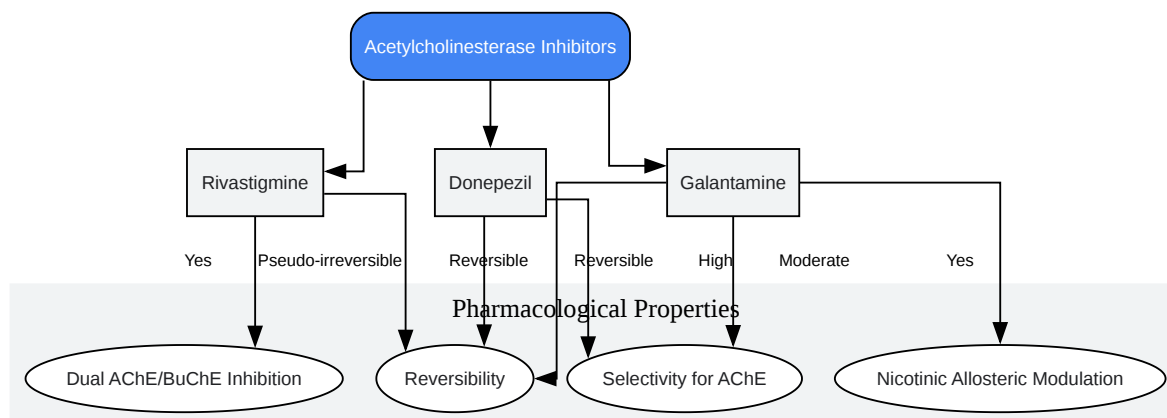 Acetylcholinesterase Inhibitors
Rivastigmine
Donepezil
Galantamine
Yes
Pseudo-irreversible
Reversible
Reversible
High
Moderate
Yes
Pharmacological Properties
Dual AChE/BuChE Inhibition
Reversibility
Selectivity for AChE
Nicotinic Allosteric Modulation